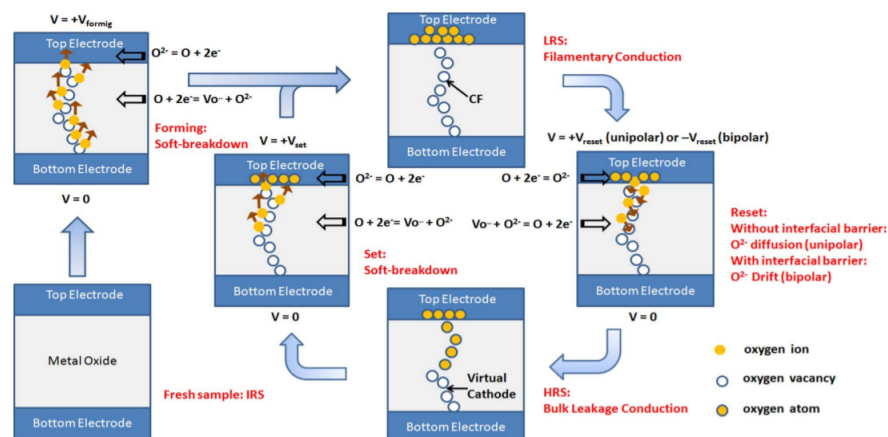 V = +Vformig
Top Electrode
O²⁻ = O + 2e⁻
O + 2e⁻= Vo·· + O²⁻
Forming:
Soft-breakdown
Bottom Electrode
V = 0
Top Electrode
CF
Bottom Electrode
LRS:
Filamentary Conduction
V = +Vset
Top Electrode
O²⁻ = O + 2e⁻
O + 2e⁻= Vo·· + O²⁻
Set:
Soft-breakdown
Bottom Electrode
V = 0
V = +Vreset (unipolar) or –Vreset (bipolar)
Top Electrode
O + 2e⁻= O²⁻
Vo·· + O²⁻= O + 2e⁻
Bottom Electrode
V = 0
Reset:
Without interfacial barrier:
O²⁻ diffusion (unipolar)
With interfacial barrier:
O²⁻ Drift (bipolar)
Top Electrode
Metal Oxide
Bottom Electrode
Fresh sample: IRS
Top Electrode
Virtual
Cathode
Bottom Electrode
HRS:
Bulk Leakage Conduction
oxygen ion
oxygen vacancy
oxygen atom